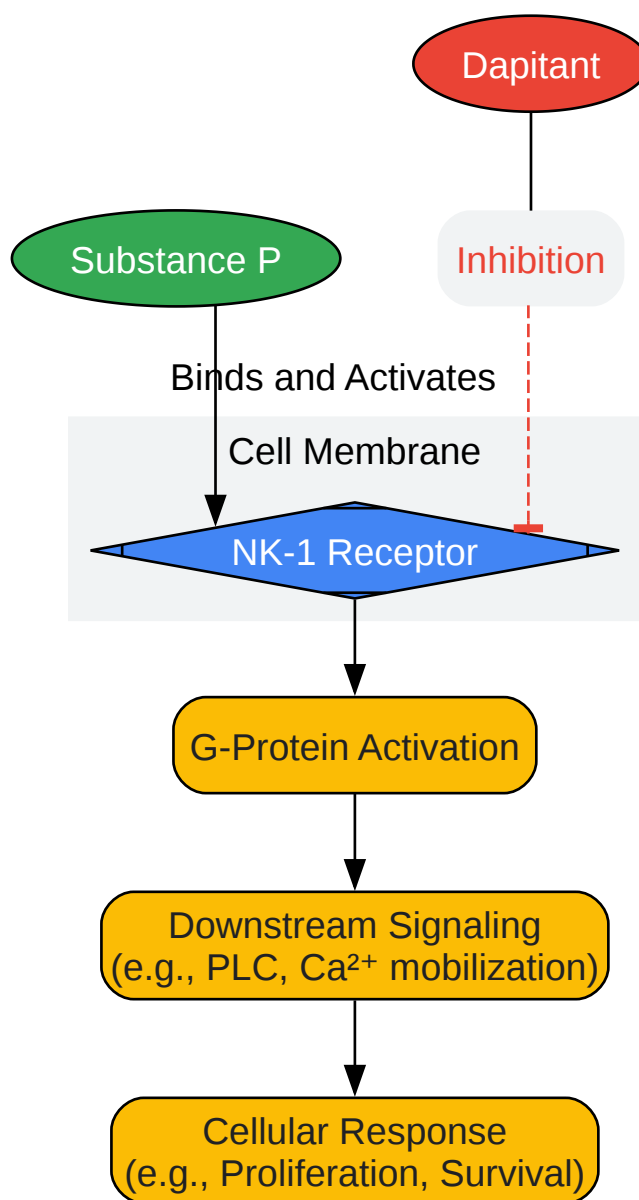 Dapitant
Substance P
Inhibition
Binds and Activates
Cell Membrane
NK-1 Receptor
G-Protein Activation
Downstream Signaling
(e.g., PLC, Ca²⁺ mobilization)
Cellular Response
(e.g., Proliferation, Survival)